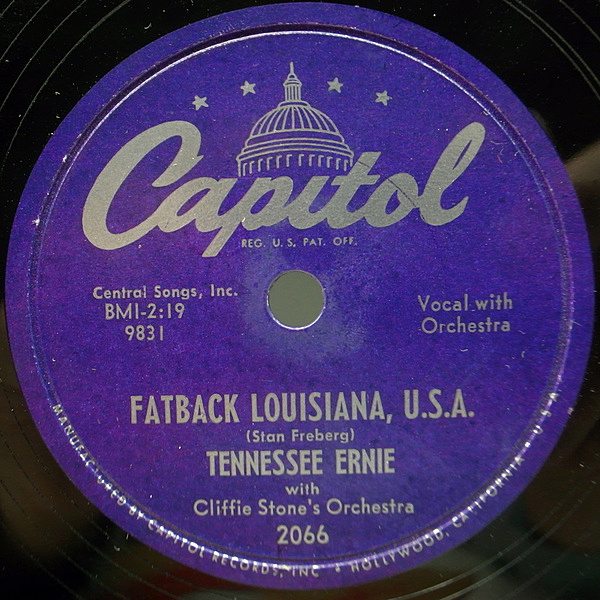 Capitol
REG. U.S. PAT. OFF.
Central Songs, Inc.
BMI-2:19
9831
Vocal with
Orchestra
FATBACK LOUISIANA, U.S.A.
(Stan Freberg)
TENNESSEE ERNIE
with
Cliffie Stone's Orchestra
2066
MANUFACTURED BY CAPITOL RECORDS, INC • HOLLYWOOD, CALIFORNIA • U S A